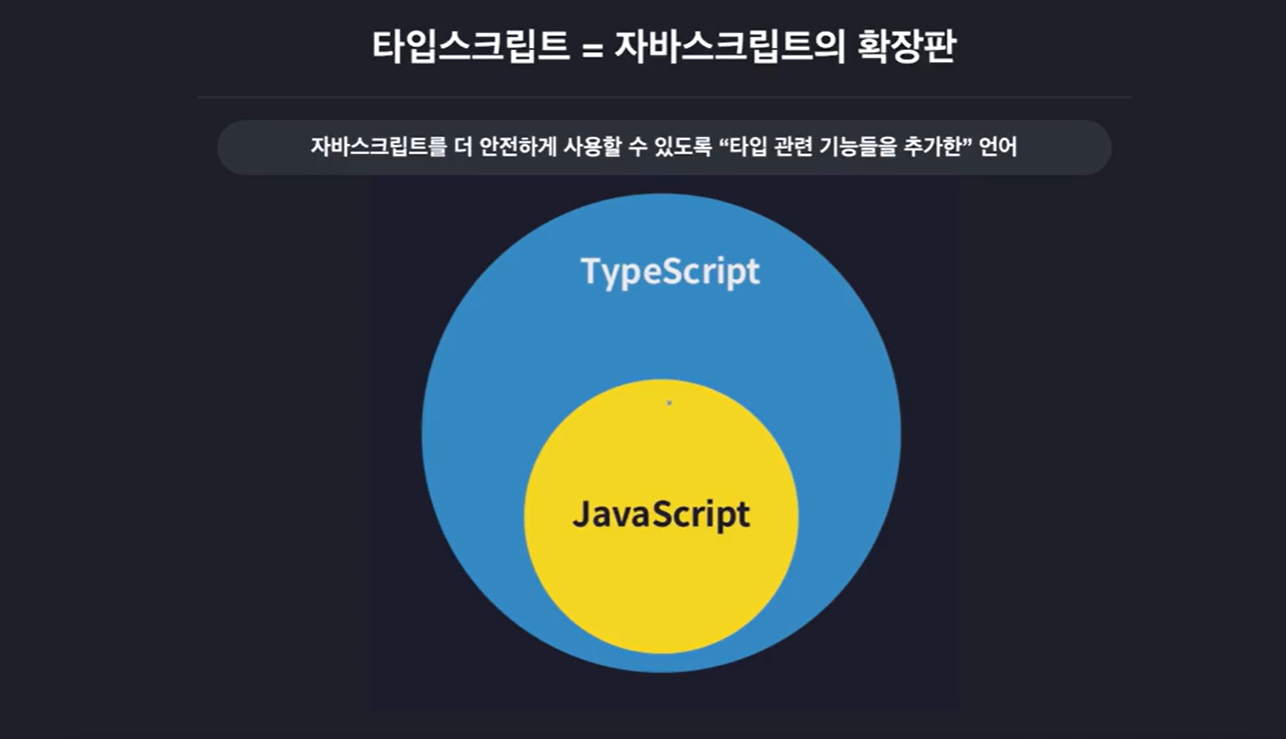 타입스크립트 = 자바스크립트의 확장판
자바스크립트를 더 안전하게 사용할 수 있도록 “타입 관련 기능들을 추가한” 언어
TypeScript
JavaScript